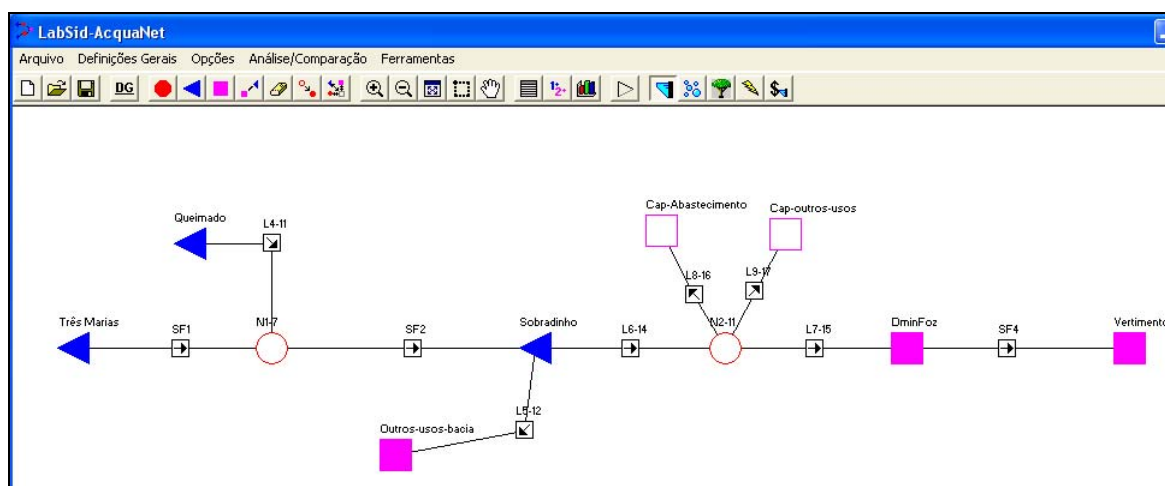 LabSid-AcquaNet
Arquivo Definições Gerais Opções Análise/Comparação Ferramentas
DG
Cap-Abastecimento
Cap-outros-usos
Queimado
L4-11
L8-16
L9-17
Três Marias
SF1
N1-7
SF2
Sobradinho
L6-14
N2-11
L7-15
DminFoz
SF4
Vertimento
L5-12
Outros-usos-bacia